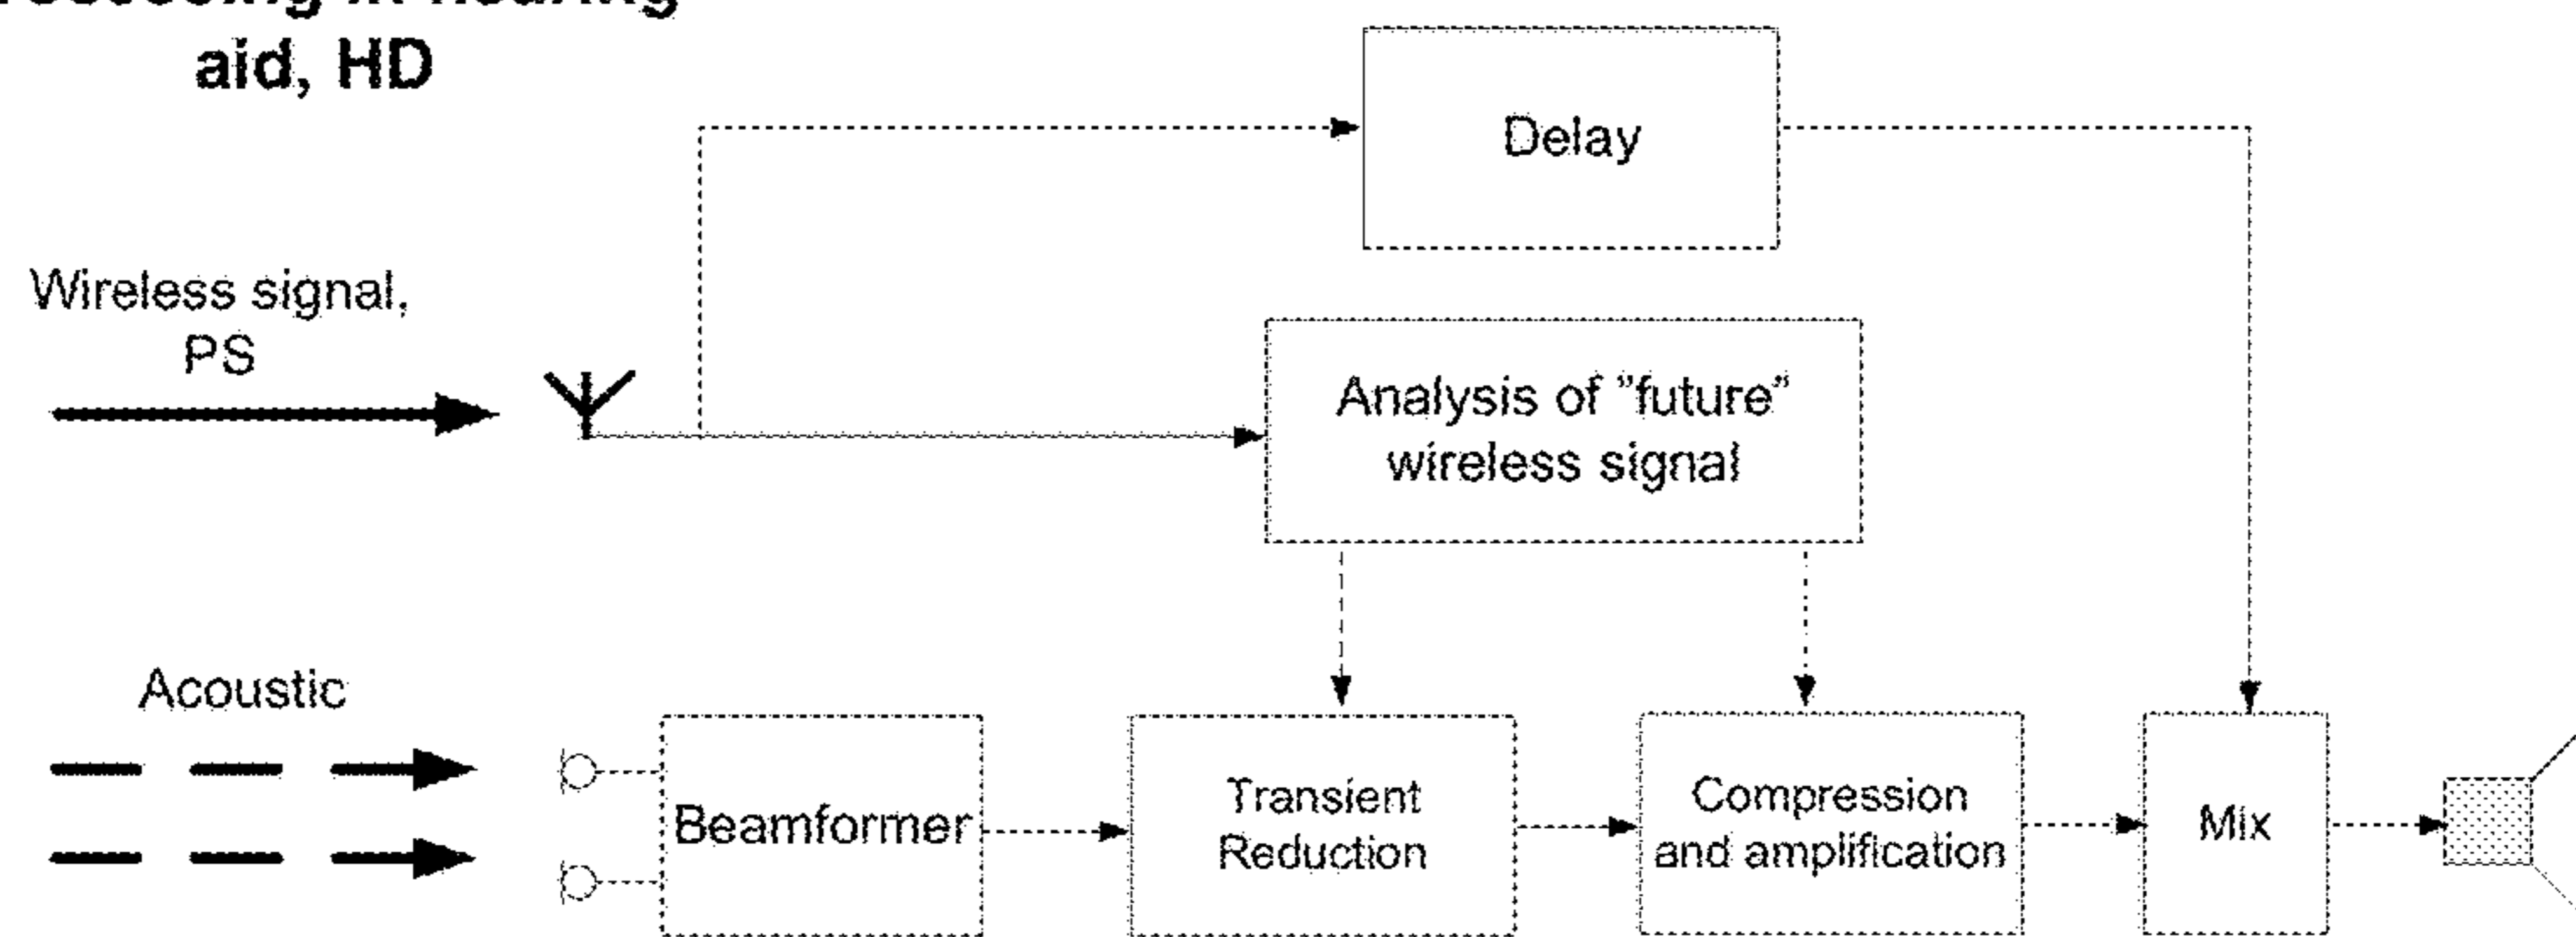 aid, HD
Delay
Wireless signal,
PS
Analysis of "future"
wireless signal
Acoustic
Beamformer
Transient
Reduction
Compression
and amplification
Mix